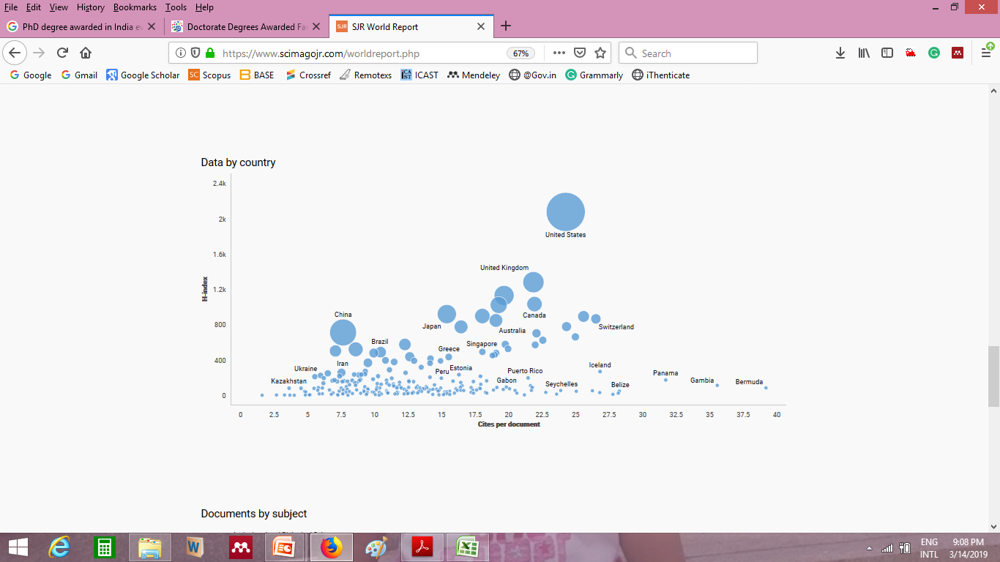 File Edit View History Bookmarks Tools Help
PhD degree awarded in India ev
Doctorate Degrees Awarded Fac
SJR World Report
https://www.scimagojr.com/worldreport.php 67% Search
Google Gmail Google Scholar Scopus BASE Crossref Remotexs ICAST Mendeley @Gov.in Grammarly iThenticate
Data by country
2.4k
2k
United States
1.6k
United Kingdom
1.2k
H-index
China
Canada
800
Japan
Switzerland
Australia
Brazil
Singapore
Greece
400
Iran
Iceland
Ukraine
Peru
Estonia
Puerto Rico
Panama
Kazakhstan
Gabon
Seychelles
Belize
Gambia
Bermuda
0
0 2.5 5 7.5 10 12.5 15 17.5 20 22.5 25 27.5 30 32.5 35 37.5 40
Cites per document
Documents by subject
ENG 9:08 PM
INTL 3/14/2019